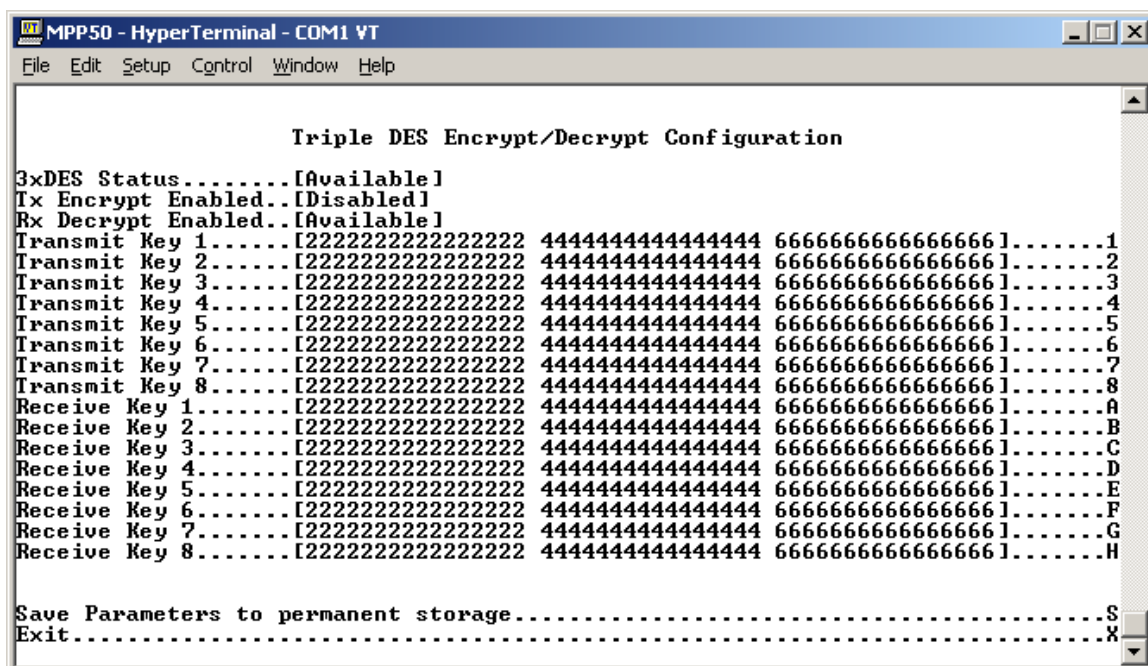 MPP50 - HyperTerminal - COM1 VT
File Edit Setup Control Window Help
Triple DES Encrypt/Decrypt Configuration
3xDES Status........[Available]
Tx Encrypt Enabled..[Disabled]
Rx Decrypt Enabled..[Available]
Transmit Key 1......[2222222222222222 4444444444444444 6666666666666666].......1
Transmit Key 2......[2222222222222222 4444444444444444 6666666666666666].......2
Transmit Key 3......[2222222222222222 4444444444444444 6666666666666666].......3
Transmit Key 4......[2222222222222222 4444444444444444 6666666666666666].......4
Transmit Key 5......[2222222222222222 4444444444444444 6666666666666666].......5
Transmit Key 6......[2222222222222222 4444444444444444 6666666666666666].......6
Transmit Key 7......[2222222222222222 4444444444444444 6666666666666666].......7
Transmit Key 8......[2222222222222222 4444444444444444 6666666666666666].......8
Receive Key 1.......[2222222222222222 4444444444444444 6666666666666666].......A
Receive Key 2.......[2222222222222222 4444444444444444 6666666666666666].......B
Receive Key 3.......[2222222222222222 4444444444444444 6666666666666666].......C
Receive Key 4.......[2222222222222222 4444444444444444 6666666666666666].......D
Receive Key 5.......[2222222222222222 4444444444444444 6666666666666666].......E
Receive Key 6.......[2222222222222222 4444444444444444 6666666666666666].......F
Receive Key 7.......[2222222222222222 4444444444444444 6666666666666666].......G
Receive Key 8.......[2222222222222222 4444444444444444 6666666666666666].......H
Save Parameters to permanent storage...........................................S
Exit...........................................................................X